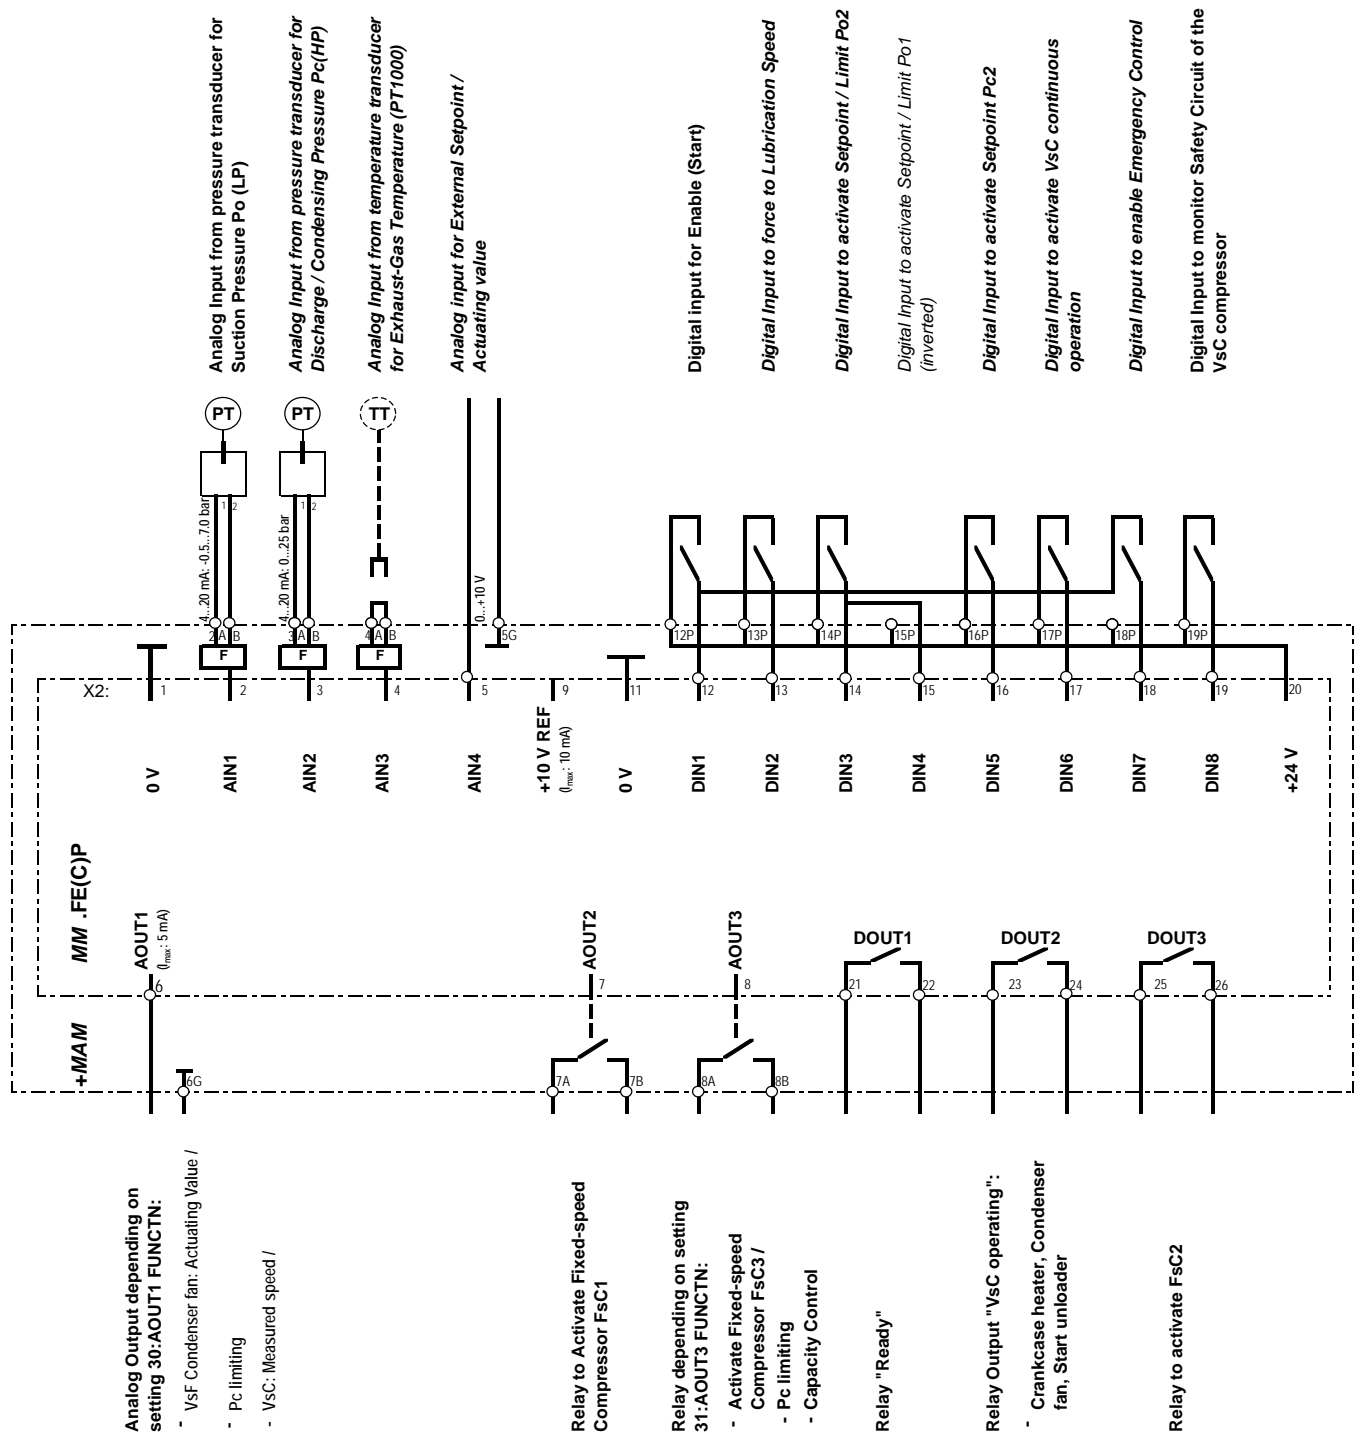 Analog Input from pressure transducer for
Suction Pressure Po (LP)
Analog Input from pressure transducer for
Discharge / Condensing Pressure Pc(HP)
Analog Input from temperature transducer
for Exhaust-Gas Temperature (PT1000)
Analog input for External Setpoint /
Actuating value
Digital input for Enable (Start)
Digital Input to force to Lubrication Speed
Digital Input to activate Setpoint / Limit Po2
Digital Input to activate Setpoint / Limit Po1
(inverted)
Digital Input to activate Setpoint Pc2
Digital Input to activate VsC continuous
operation
Digital Input to enable Emergency Control
Digital Input to monitor Safety Circuit of the
VsC compressor
PT
PT
TT
1 2
1 2
4...20 mA: -0.5...7.0 bar
4...20 mA: 0...25 bar
0...+10 V
2 A B
3 A B
4 A B
5G
12P
13P
14P
15P
16P
17P
18P
19P
F
F
F
X2:
1
2
3
4
5
9
11
12
13
14
15
16
17
18
19
20
0 V
AIN1
AIN2
AIN3
AIN4
+10 V REF
(Imax: 10 mA)
0 V
DIN1
DIN2
DIN3
DIN4
DIN5
DIN6
DIN7
DIN8
+24 V
MM .FE(C)P
AOUT1
(Imax: 5 mA)
AOUT2
AOUT3
DOUT1
DOUT2
DOUT3
6
7
8
21
22
23
24
25
26
+MAM
6G
7A
7B
8A
8B
Analog Output depending on
setting 30:AOUT1 FUNCTN:
- VsF Condenser fan: Actuating Value /
- Pc limiting
- VsC: Measured speed /
Relay to Activate Fixed-speed
Compressor FsC1
Relay depending on setting
31:AOUT3 FUNCTN:
- Activate Fixed-speed
Compressor FsC3 /
- Pc limiting
- Capacity Control
Relay "Ready"
Relay Output "VsC operating":
- Crankcase heater, Condenser
fan, Start unloader
Relay to activate FsC2